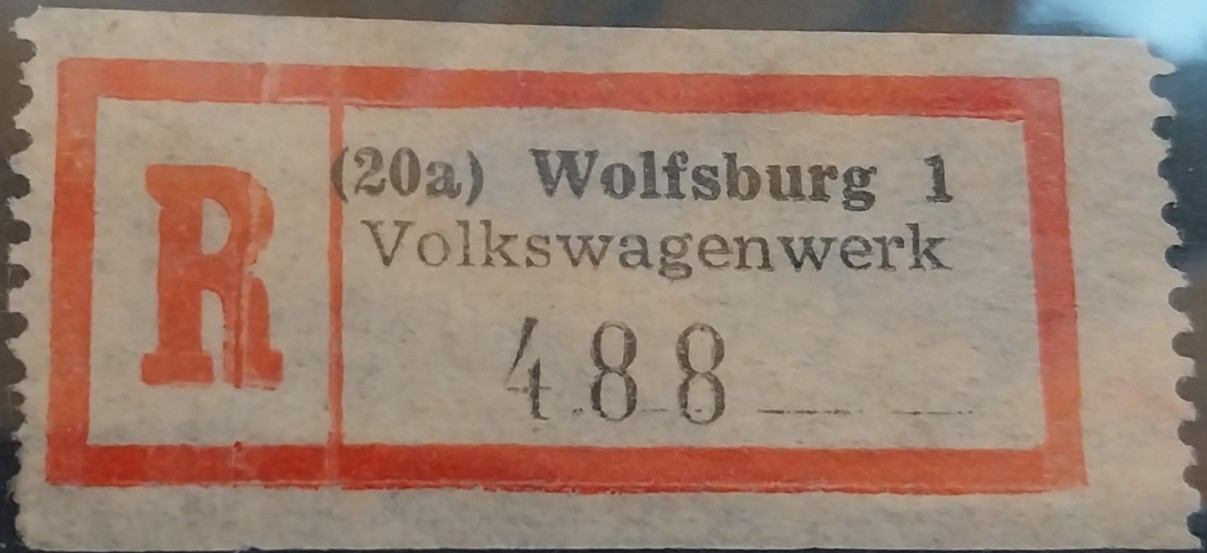 R
(20a) Wolfsburg 1
Volkswagenwerk
488